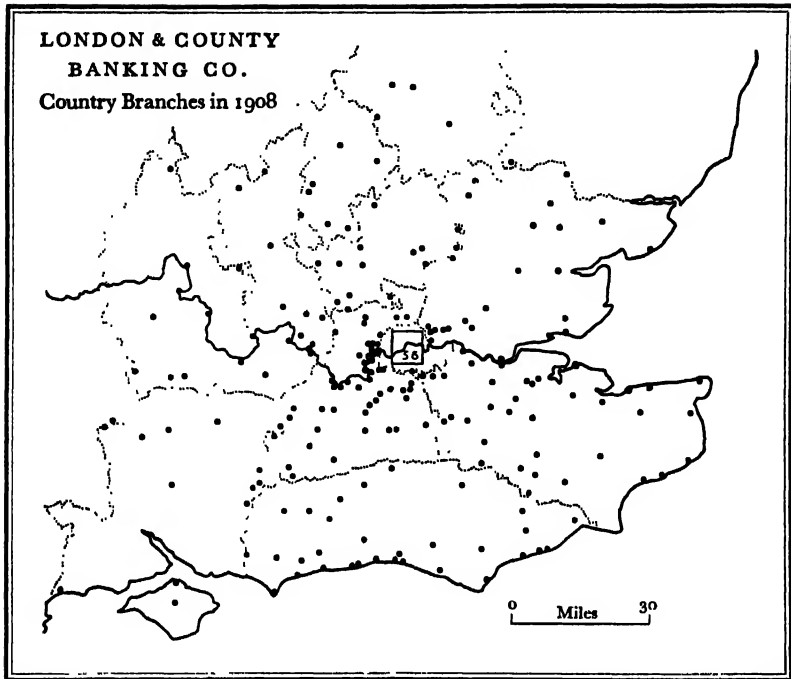 LONDON & COUNTY
BANKING CO.
Country Branches in 1908
56
0 Miles 30